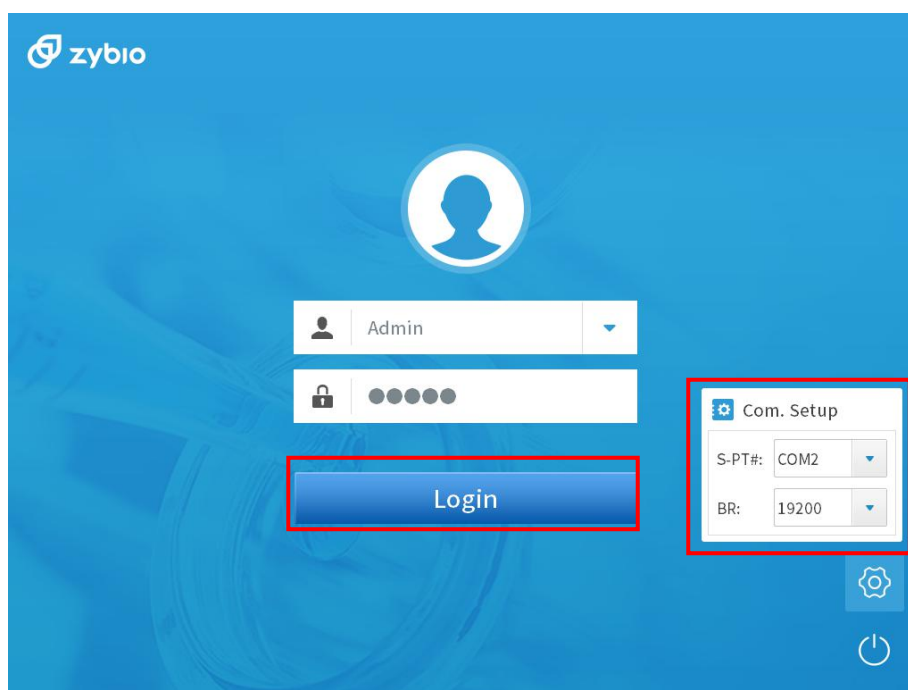 zybio
Admin
Com. Setup
S-PT#: COM2
Login
BR: 19200